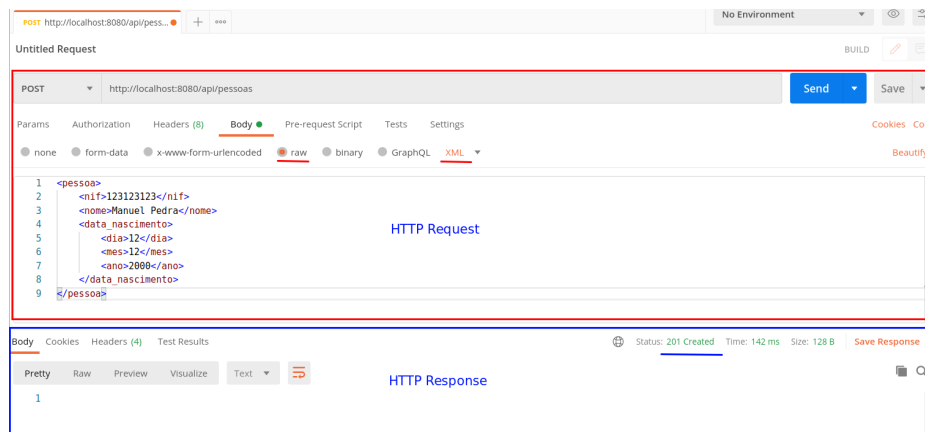 POST http://localhost:8080/api/pess... + ooo No Environment
Untitled Request BUILD
POST http://localhost:8080/api/pessoas Send Save
Params Authorization Headers (8) Body Pre-request Script Tests Settings Cookies Co
none form-data x-www-form-urlencoded raw binary GraphQL XML Beautify
1 <pessoa>
2 <nif>123123123</nif>
3 <nome>Manuel Pedra</nome>
4 <data_nascimento>
HTTP Request
5 <dia>12</dia>
6 <mes>12</mes>
7 <ano>2000</ano>
8 </data_nascimento>
9 </pessoa>
Body Cookies Headers (4) Test Results Status: 201 Created Time: 142 ms Size: 128 B Save Response
Pretty Raw Preview Visualize Text
HTTP Response
1